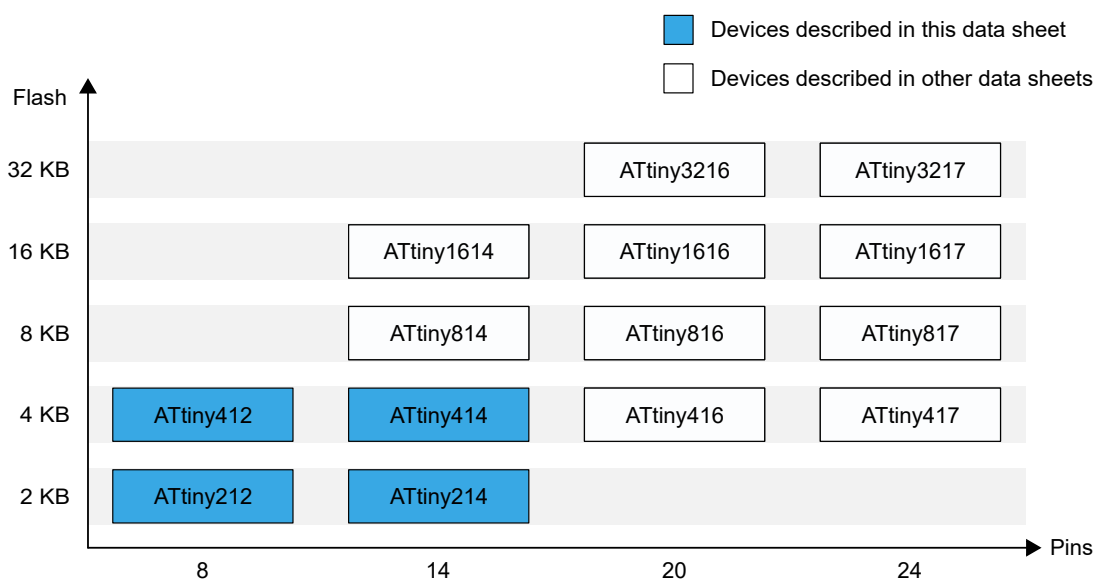 Devices described in this data sheet
Devices described in other data sheets
Flash
32 KB ATtiny3216 ATtiny3217
16 KB ATtiny1614 ATtiny1616 ATtiny1617
8 KB ATtiny814 ATtiny816 ATtiny817
4 KB ATtiny412 ATtiny414 ATtiny416 ATtiny417
2 KB ATtiny212 ATtiny214
Pins
8 14 20 24